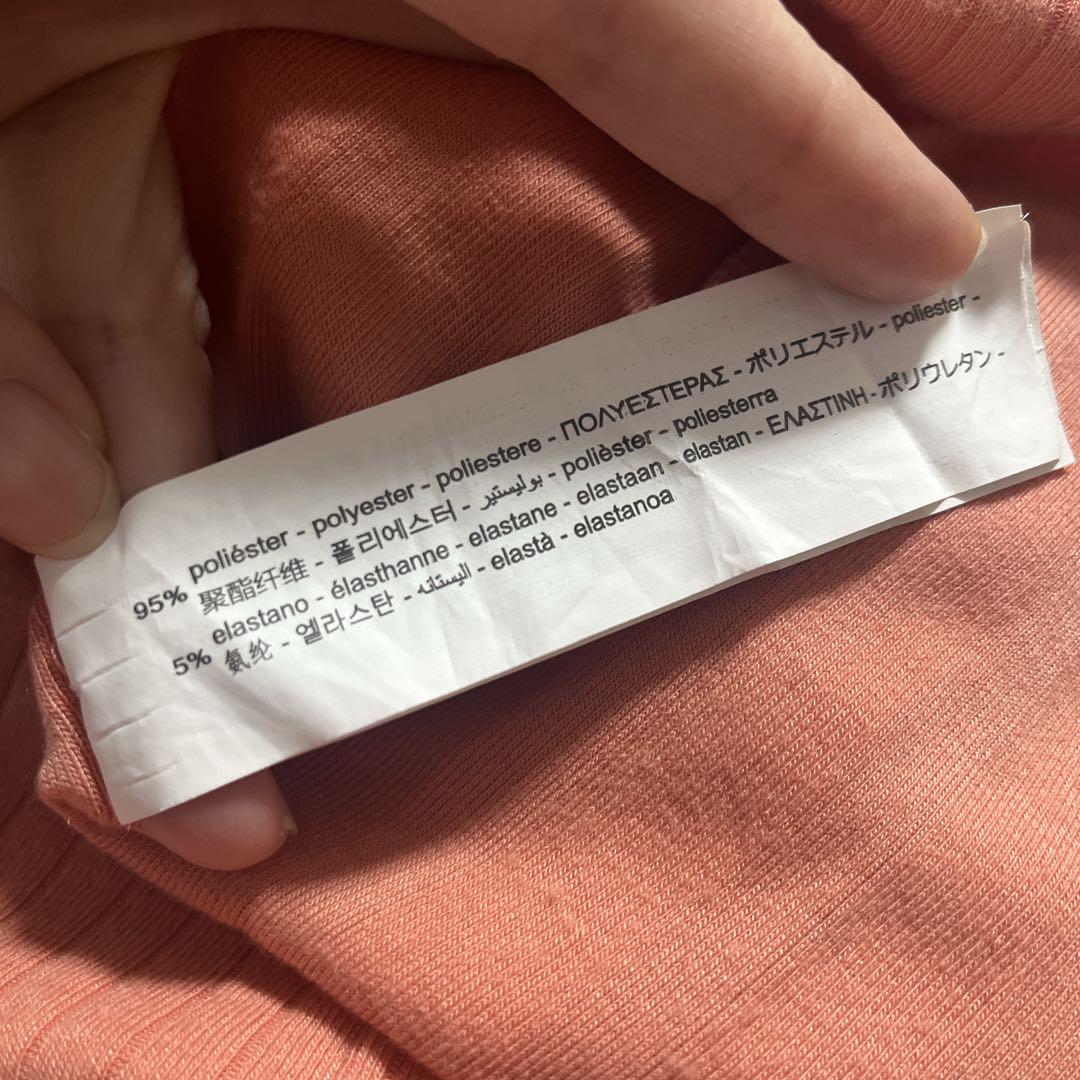 95% poliéster - polyester - poliestere - ΠΟΛΥΕΣΤΕΡΑΣ - ポリエステル - poliester -
聚酯纤维 - 폴리에스터 - بوليستير - polièster - poliesterra
5% elastano - élasthanne - elastane - elastaan - elastan - ΕΛΑΣΤΙΝΗ - ポリウレタン -
氨纶 - 엘라스탄 - اليستانه - elastà - elastanoa